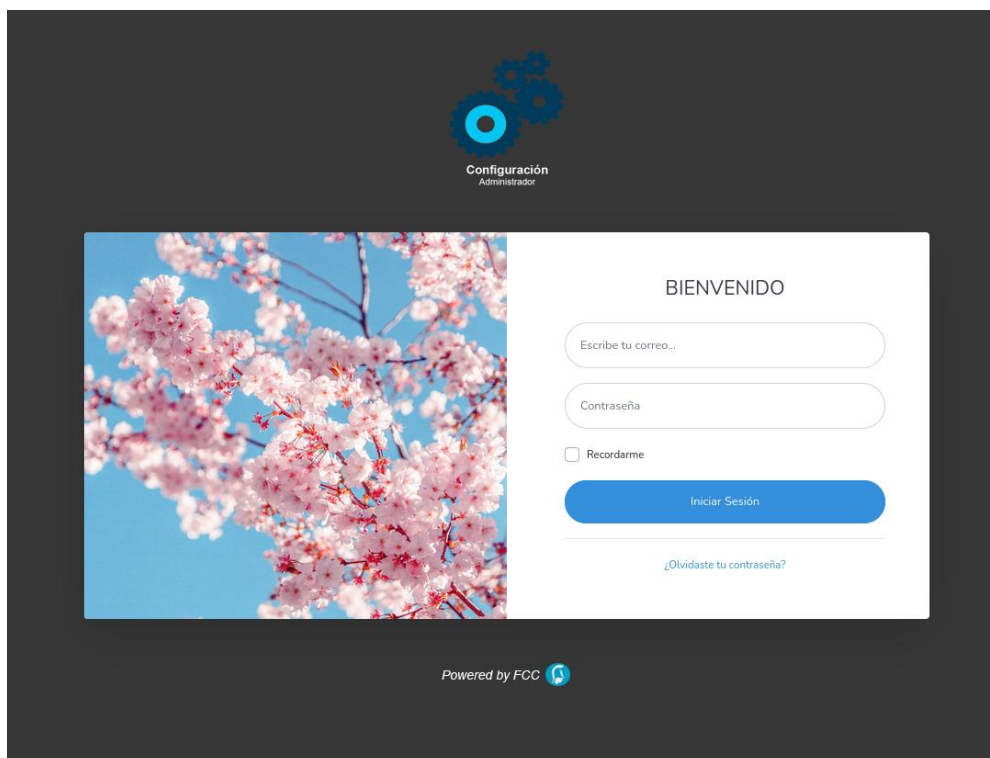 Configuración
Administrador
BIENVENIDO
Escribe tu correo...
Contraseña
Recordarme
Iniciar Sesión
¿Olvidaste tu contraseña?
Powered by FCC